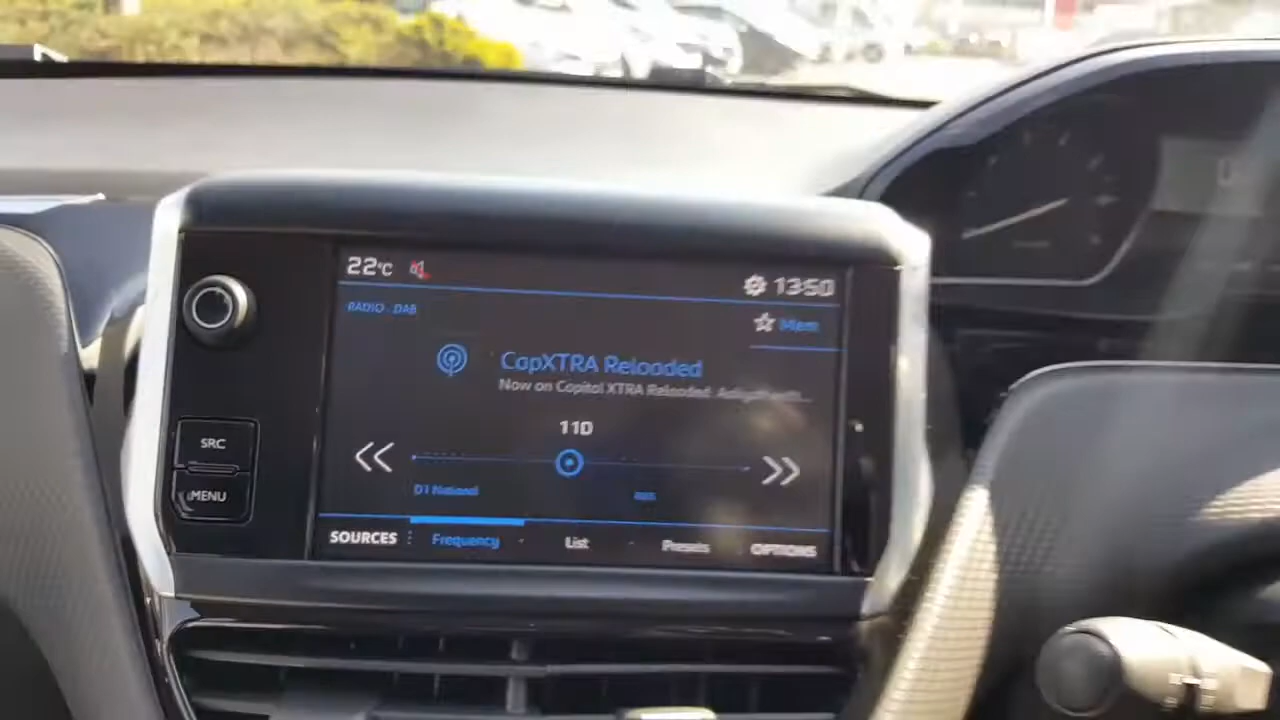 22°C
13:50
RADIO . DAB
Mem
CapXTRA Reloaded
Now on Capital XTRA Reloaded:
11D
D1 National
SRC
MENU
SOURCES
Frequency
List
Presets
OPTIONS